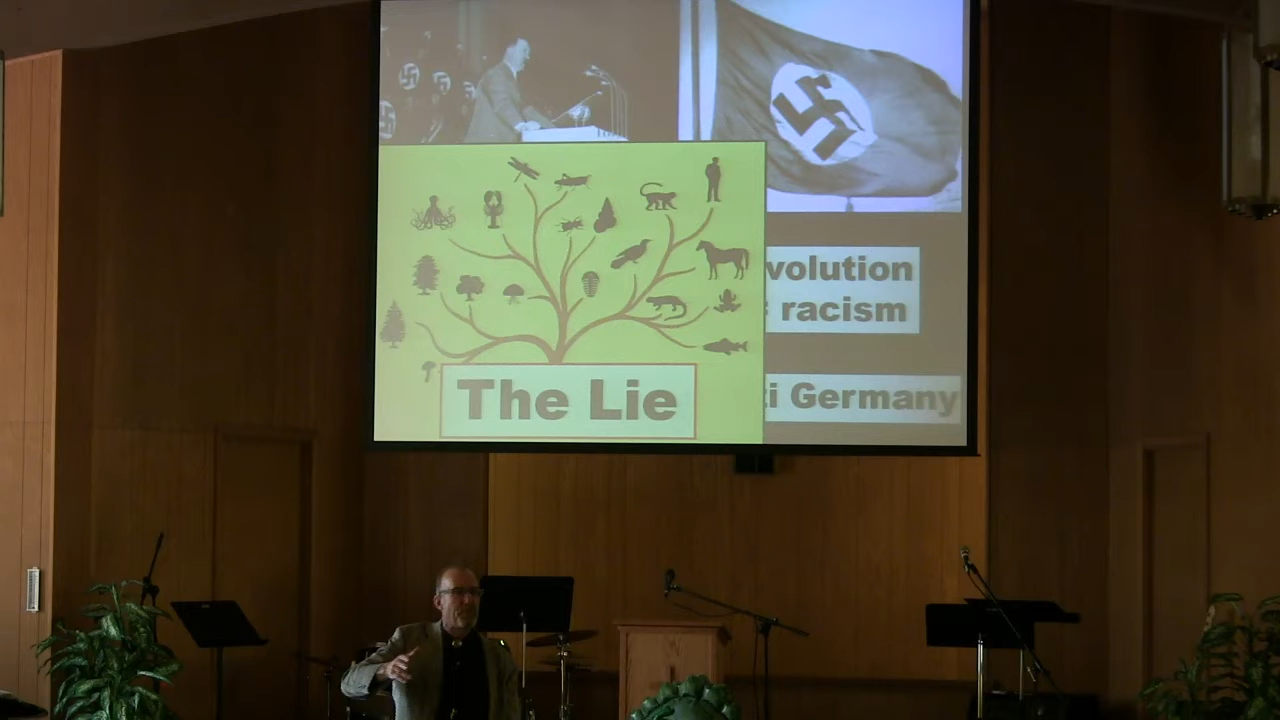 volution
= racism
i Germany
The Lie